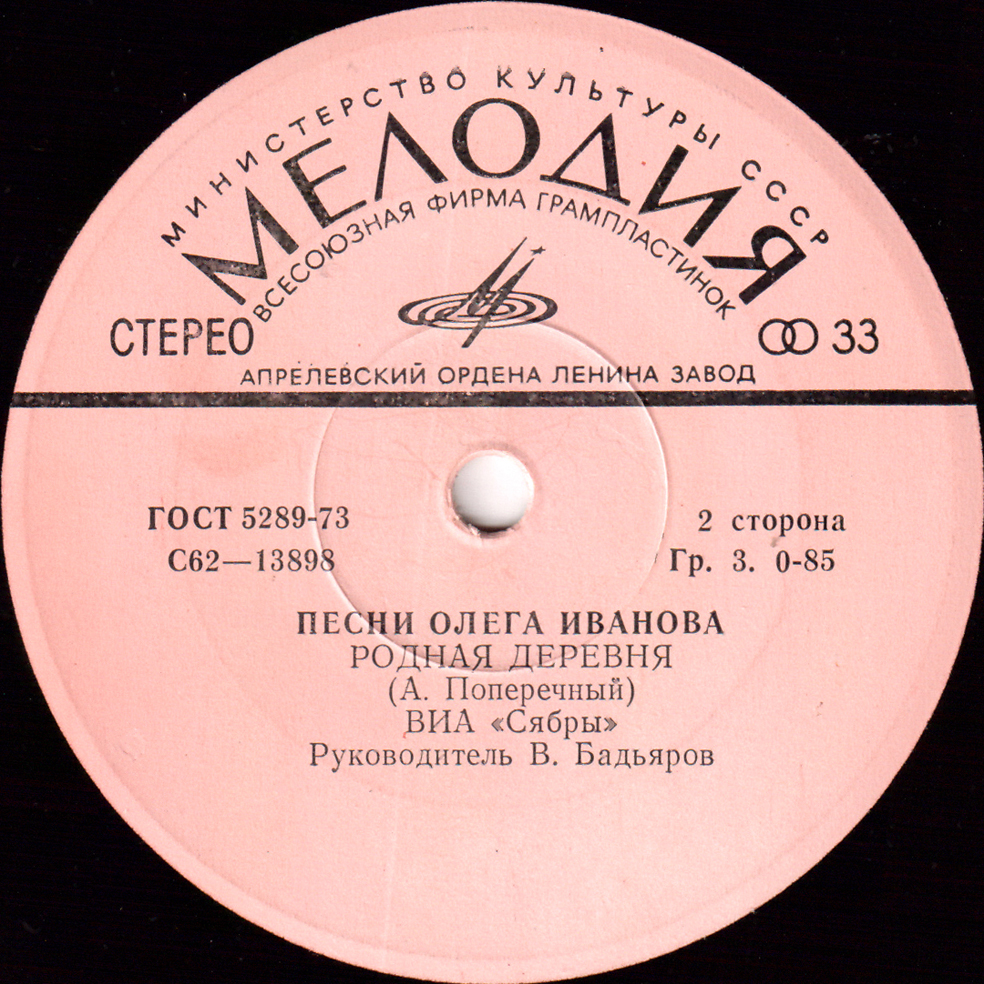 МИНИСТЕРСТВО КУЛЬТУРЫ СССР
МЕЛОДИЯ
ВСЕСОЮЗНАЯ ФИРМА ГРАМПЛАСТИНОК
СТЕРЕО
33
АПРЕЛЕВСКИЙ ОРДЕНА ЛЕНИНА ЗАВОД
ГОСТ 5289-73
2 сторона
С62—13898
Гр. 3. 0-85
ПЕСНИ ОЛЕГА ИВАНОВА
РОДНАЯ ДЕРЕВНЯ
(А. Поперечный)
ВИА «Сябры»
Руководитель В. Бадьяров